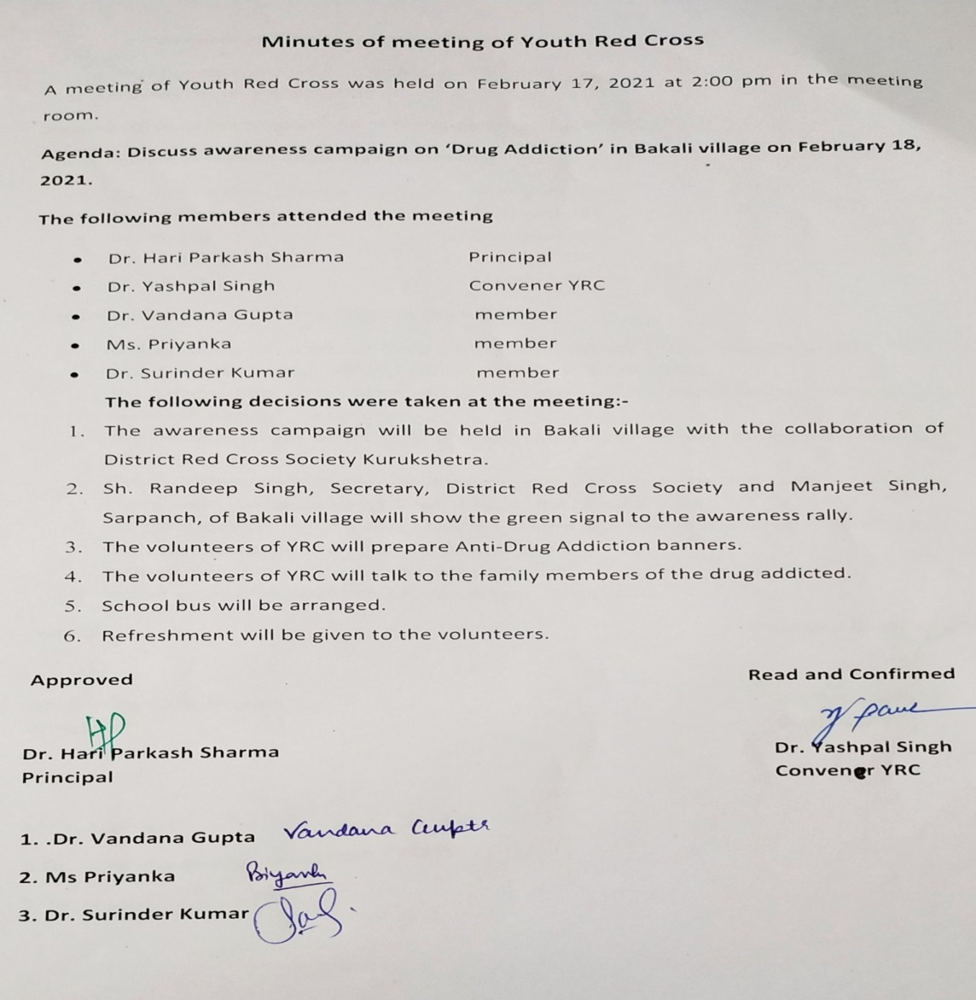 Minutes of meeting of Youth Red Cross
A meeting of Youth Red Cross was held on February 17, 2021 at 2:00 pm in the meeting
room.
Agenda: Discuss awareness campaign on ‘Drug Addiction’ in Bakali village on February 18,
2021.
The following members attended the meeting
• Dr. Hari Parkash Sharma Principal
• Dr. Yashpal Singh Convener YRC
• Dr. Vandana Gupta member
• Ms. Priyanka member
• Dr. Surinder Kumar member
The following decisions were taken at the meeting:-
1. The awareness campaign will be held in Bakali village with the collaboration of
District Red Cross Society Kurukshetra.
2. Sh. Randeep Singh, Secretary, District Red Cross Society and Manjeet Singh,
Sarpanch, of Bakali village will show the green signal to the awareness rally.
3. The volunteers of YRC will prepare Anti-Drug Addiction banners.
4. The volunteers of YRC will talk to the family members of the drug addicted.
5. School bus will be arranged.
6. Refreshment will be given to the volunteers.
Approved Read and Confirmed
Dr. Hari Parkash Sharma Dr. Yashpal Singh
Principal Convener YRC
1. .Dr. Vandana Gupta Vandana Gupta
2. Ms Priyanka
3. Dr. Surinder Kumar